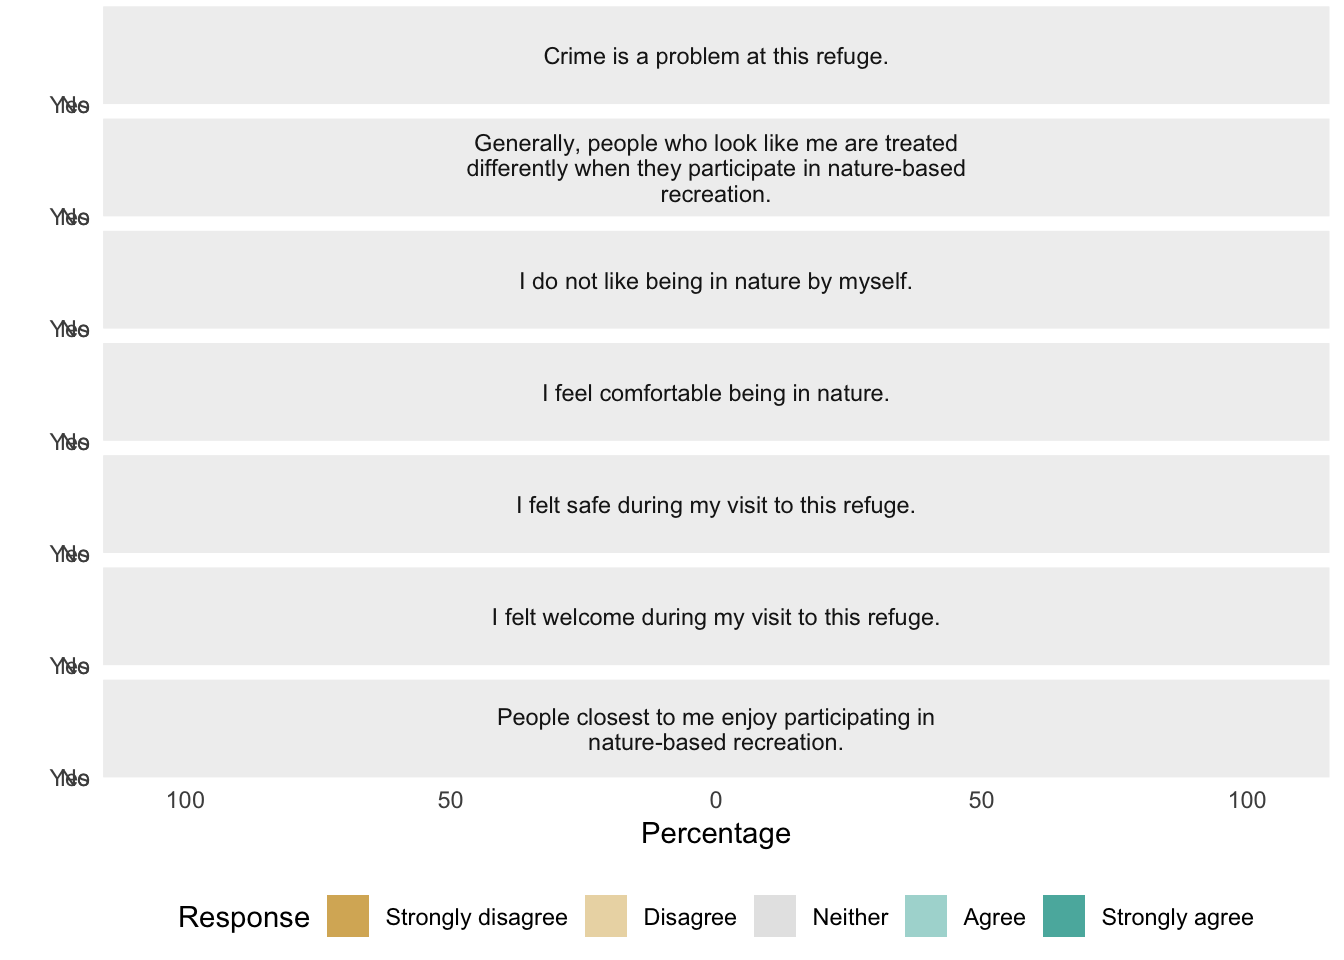 Crime is a problem at this refuge.
Yes No
Generally, people who look like me are treated
differently when they participate in nature-based
recreation.
Yes No
I do not like being in nature by myself.
Yes No
I feel comfortable being in nature.
Yes No
I felt safe during my visit to this refuge.
Yes No
I felt welcome during my visit to this refuge.
Yes No
People closest to me enjoy participating in
nature-based recreation.
Yes No
100 50 0 50 100
Percentage
Response Strongly disagree Disagree Neither Agree Strongly agree